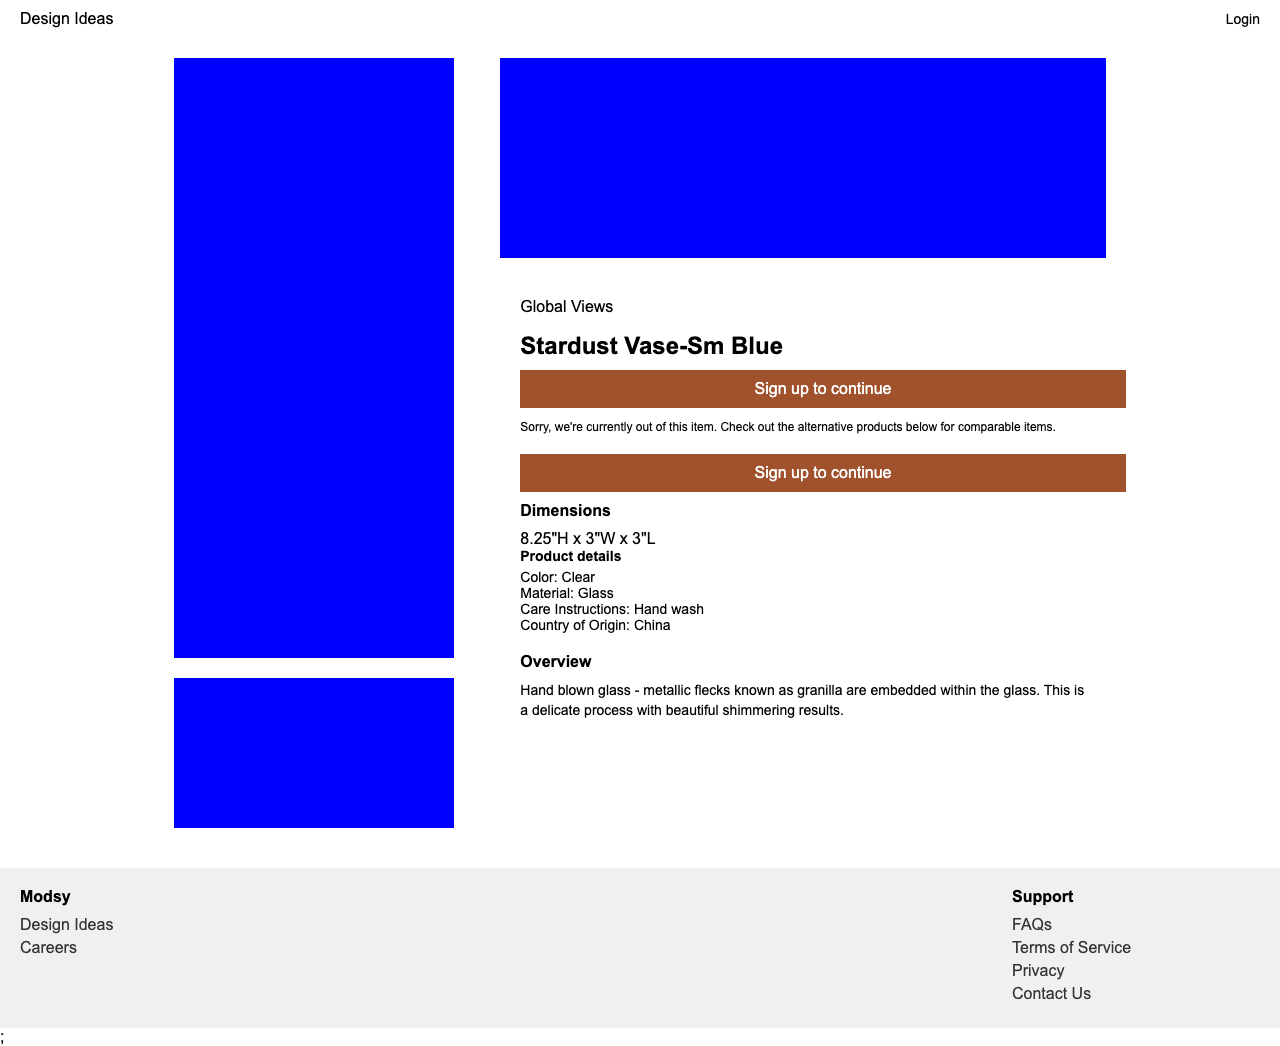 Design Ideas
Login
Global Views
Stardust Vase-Sm Blue
Sign up to continue
Sorry, we're currently out of this item. Check out the alternative products below for comparable items.
Sign up to continue
Dimensions
8.25"H x 3"W x 3"L
Product details
Color: Clear
Material: Glass
Care Instructions: Hand wash
Country of Origin: China
Overview
Hand blown glass - metallic flecks known as granilla are embedded within the glass. This is
a delicate process with beautiful shimmering results.
Modsy
Design Ideas
Careers
Support
FAQs
Terms of Service
Privacy
Contact Us
;